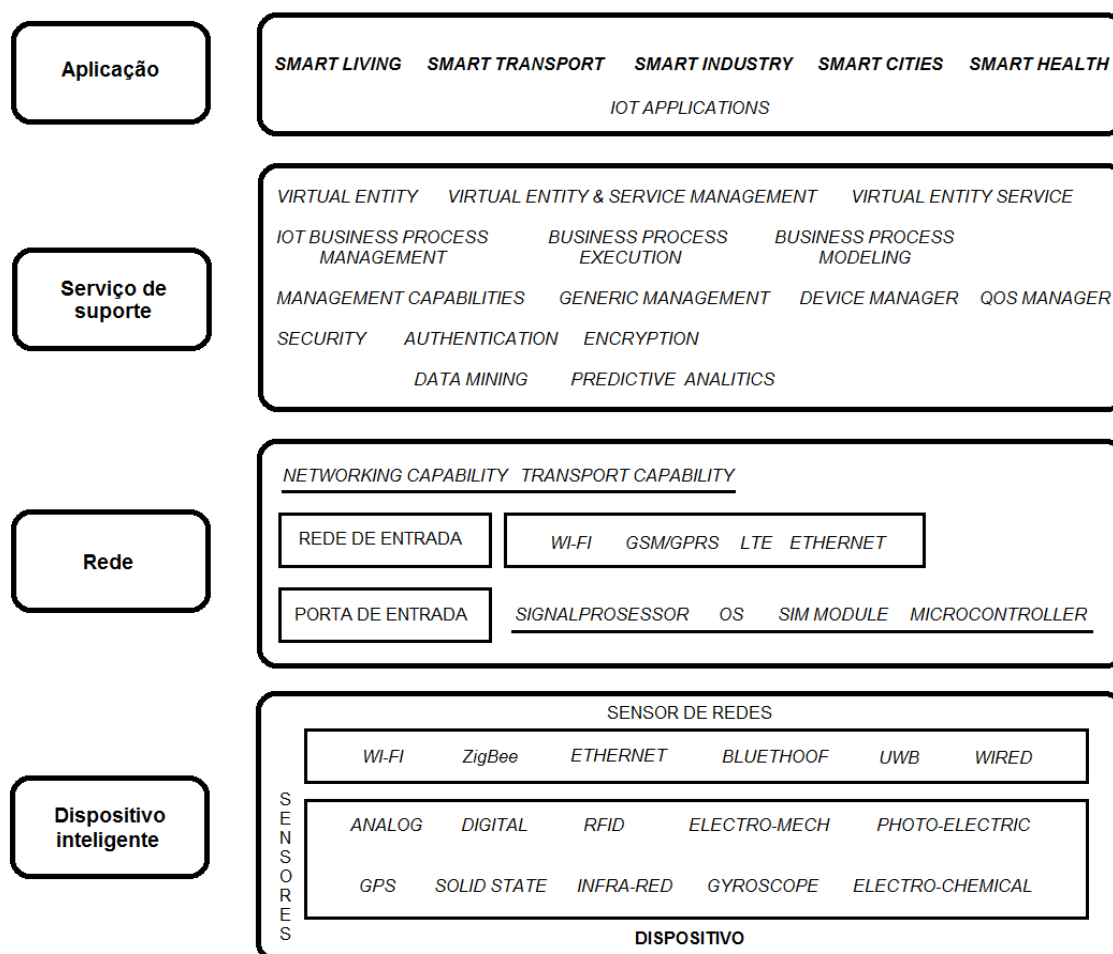 Aplicação
SMART LIVING SMART TRANSPORT SMART INDUSTRY SMART CITIES SMART HEALTH
IOT APPLICATIONS
Serviço de
suporte
VIRTUAL ENTITY VIRTUAL ENTITY & SERVICE MANAGEMENT VIRTUAL ENTITY SERVICE
IOT BUSINESS PROCESS
MANAGEMENT
BUSINESS PROCESS
EXECUTION
BUSINESS PROCESS
MODELING
MANAGEMENT CAPABILITIES GENERIC MANAGEMENT DEVICE MANAGER QOS MANAGER
SECURITY AUTHENTICATION ENCRYPTION
DATA MINING PREDICTIVE ANALITICS
Rede
NETWORKING CAPABILITY TRANSPORT CAPABILITY
REDE DE ENTRADA
WI-FI GSM/GPRS LTE ETHERNET
PORTA DE ENTRADA
SIGNALPROSESSOR OS SIM MODULE MICROCONTROLLER
Dispositivo
inteligente
SENSOR DE REDES
WI-FI ZigBee ETHERNET BLUETHOOF UWB WIRED
SENSORES
ANALOG DIGITAL RFID ELECTRO-MECH PHOTO-ELECTRIC
GPS SOLID STATE INFRA-RED GYROSCOPE ELECTRO-CHEMICAL
DISPOSITIVO